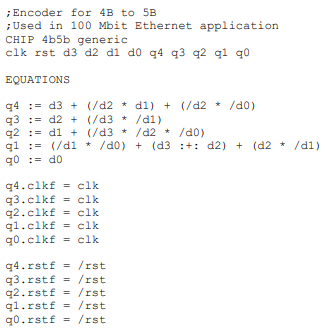 ;Encoder for 4B to 5B
;Used in 100 Mbit Ethernet application
CHIP 4b5b generic
clk rst d3 d2 d1 d0 q4 q3 q2 q1 q0
EQUATIONS
q4 := d3 + (/d2 * d1) + (/d2 * /d0)
q3 := d2 + (/d3 * /d1)
q2 := d1 + (/d3 * /d2 * /d0)
q1 := (/d1 * /d0) + (d3 :+: d2) + (d2 * /d1)
q0 := d0
q4.clkf = clk
q3.clkf = clk
q2.clkf = clk
q1.clkf = clk
q0.clkf = clk
q4.rstf = /rst
q3.rstf = /rst
q2.rstf = /rst
q1.rstf = /rst
q0.rstf = /rst